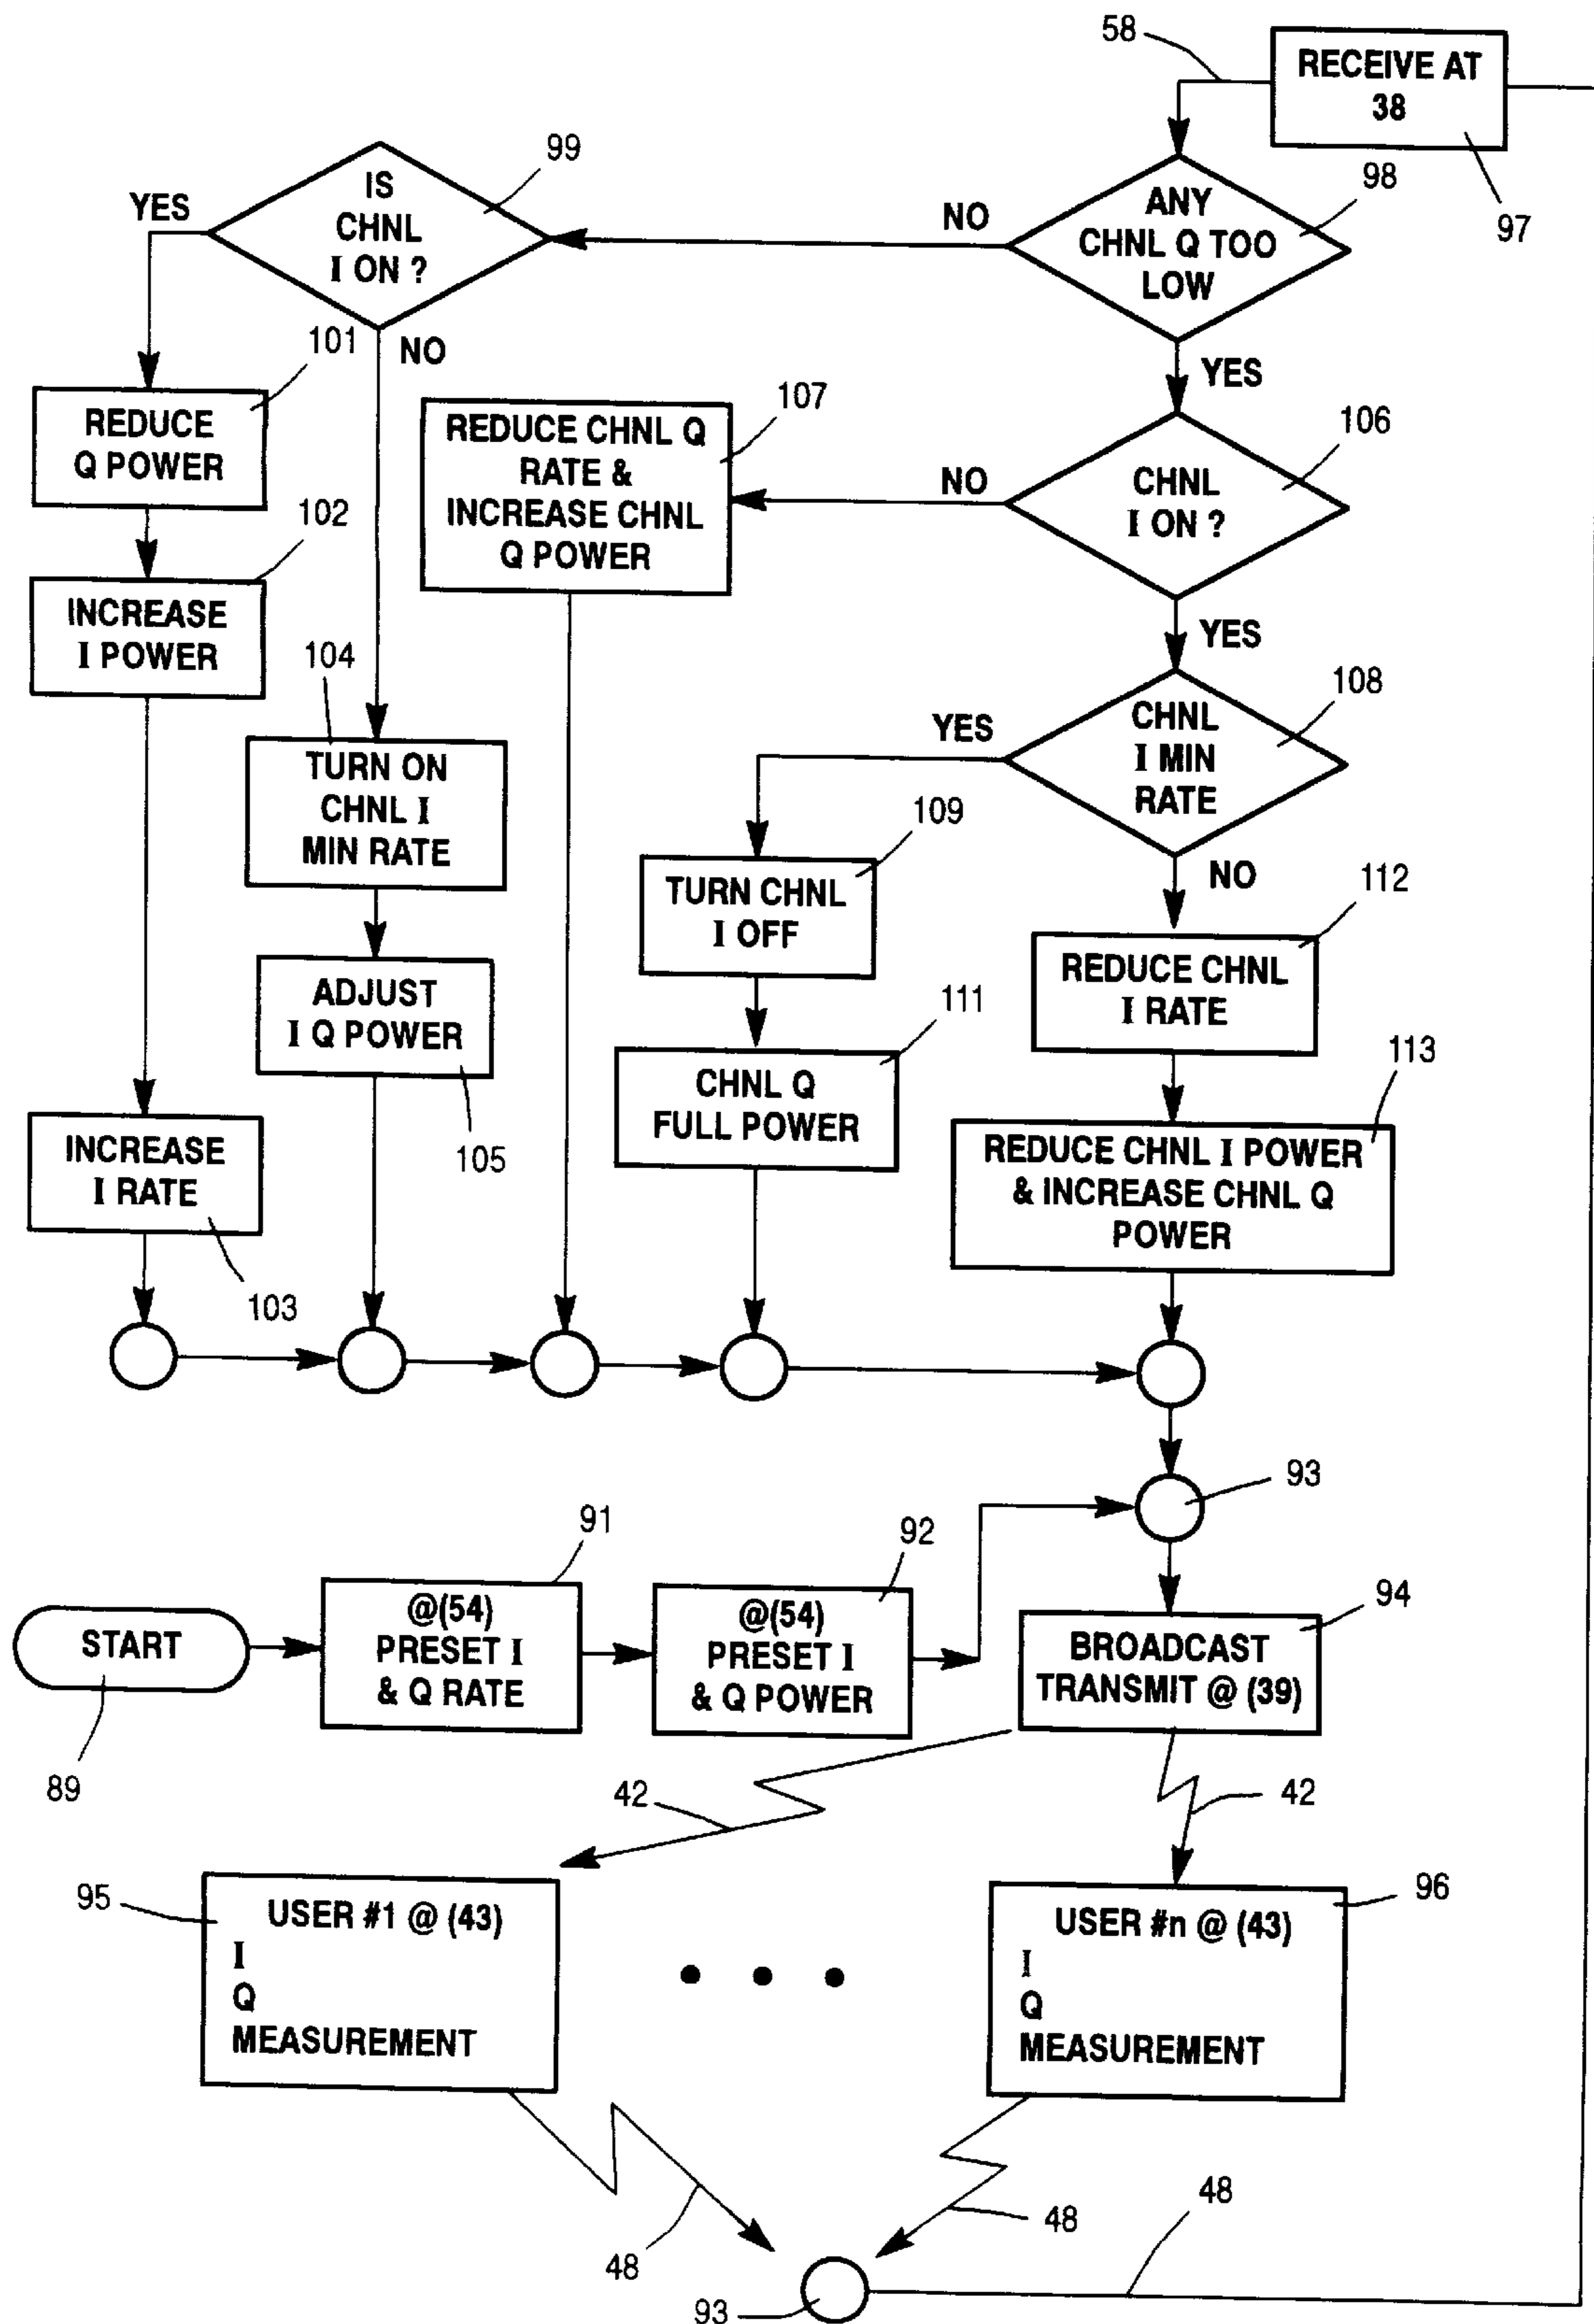 58
RECEIVE AT
38
97
99
IS
CHNL
I ON ?
YES
NO
NO
ANY
CHNL Q TOO
LOW
98
YES
101
REDUCE
Q POWER
107
REDUCE CHNL Q
RATE &
INCREASE CHNL
Q POWER
NO
106
CHNL
I ON ?
YES
102
INCREASE
I POWER
104
TURN ON
CHNL I
MIN RATE
YES
108
CHNL
I MIN
RATE
NO
109
TURN CHNL
I OFF
112
REDUCE CHNL
I RATE
ADJUST
I Q POWER
105
111
CHNL Q
FULL POWER
113
REDUCE CHNL I POWER
& INCREASE CHNL Q
POWER
INCREASE
I RATE
103
93
91
92
START
89
@(54)
PRESET I
& Q RATE
@(54)
PRESET I
& Q POWER
94
BROADCAST
TRANSMIT @ (39)
42
42
95
USER #1 @ (43)
I
Q
MEASUREMENT
96
USER #n @ (43)
I
Q
MEASUREMENT
48
48
48
93